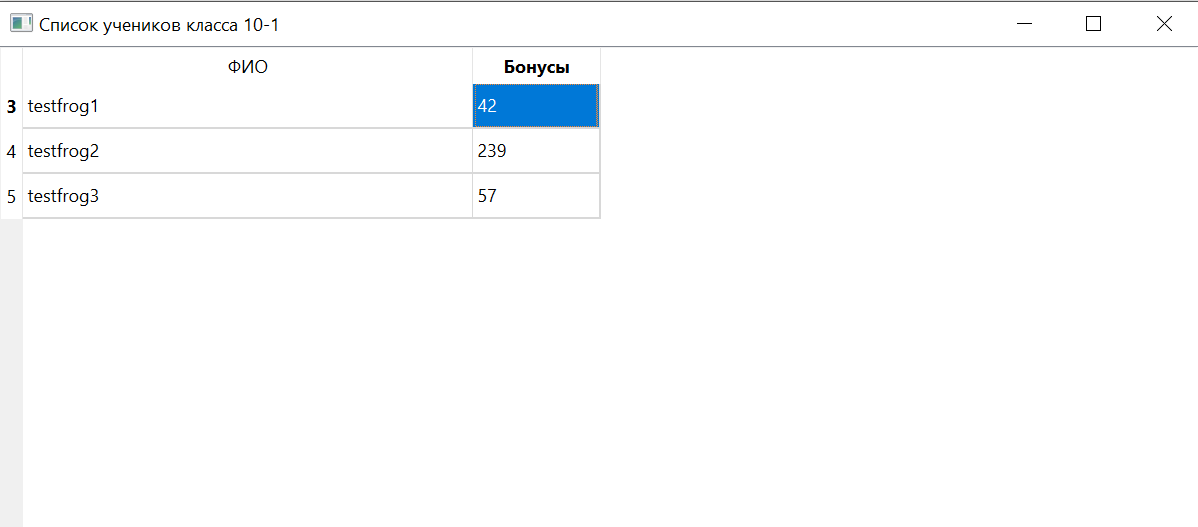 Список учеников класса 10-1
ФИО Бонусы
3 testfrog1 42
4 testfrog2 239
5 testfrog3 57